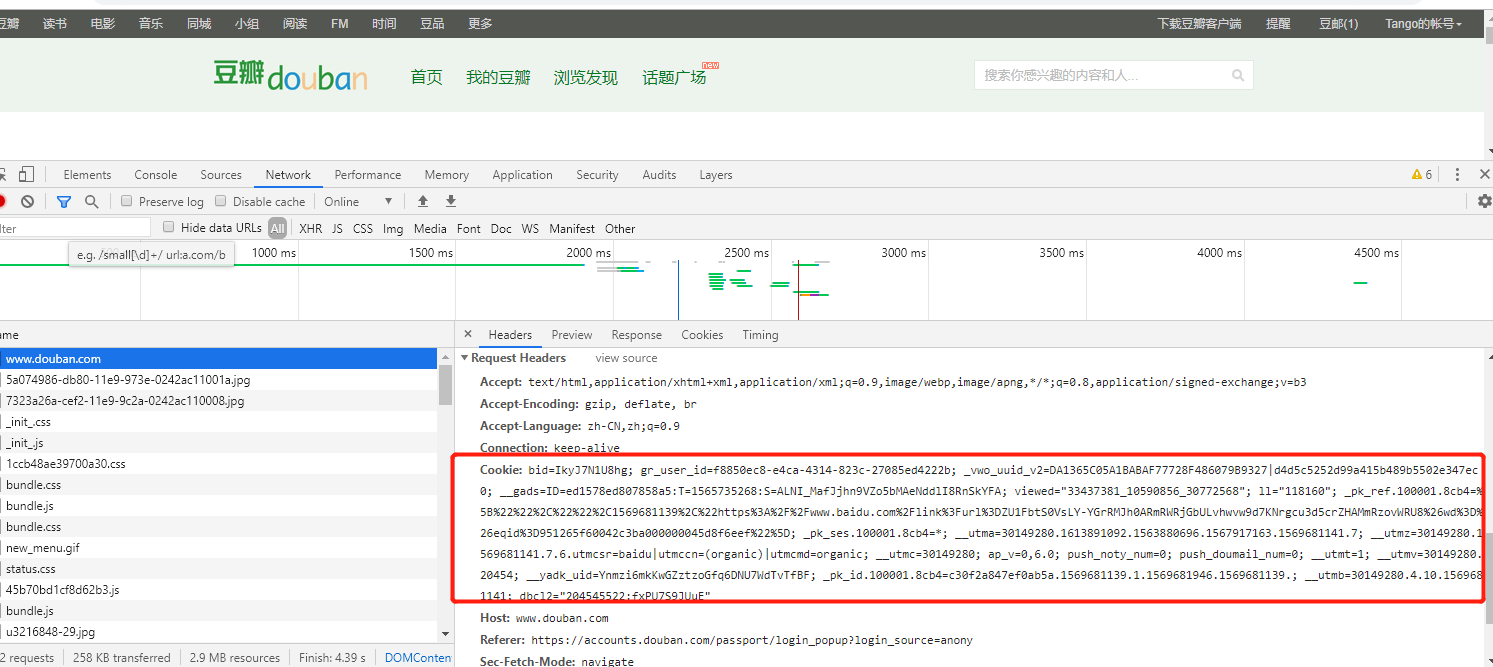 豆瓣 读书 电影 音乐 同城 小组 阅读 FM 时间 豆品 更多 下载豆瓣客户端 提醒 豆邮(1) Tango的帐号
豆瓣douban 首页 我的豆瓣 浏览发现 话题广场 new 搜索你感兴趣的内容和人...
Elements Console Sources Network Performance Memory Application Security Audits Layers 6
Preserve log Disable cache Online
Hide data URLs All XHR JS CSS Img Media Font Doc WS Manifest Other
e.g. /small[\d]+/ url:a.com/b
1000 ms 1500 ms 2000 ms 2500 ms 3000 ms 3500 ms 4000 ms 4500 ms
ame
www.douban.com
5a074986-db80-11e9-973e-0242ac11001a.jpg
7323a26a-cef2-11e9-9c2a-0242ac110008.jpg
_init_.css
_init_.js
1ccb48ae39700a30.css
bundle.css
bundle.js
bundle.css
new_menu.gif
status.css
45b70bd1cf8d62b3.js
bundle.js
u3216848-29.jpg
2 requests 258 KB transferred 2.9 MB resources Finish: 4.39 s DOMConten
Headers Preview Response Cookies Timing
Request Headers view source
Accept: text/html,application/xhtml+xml,application/xml;q=0.9,image/webp,image/apng,*/*;q=0.8,application/signed-exchange;v=b3
Accept-Encoding: gzip, deflate, br
Accept-Language: zh-CN,zh;q=0.9
Connection: keep-alive
Cookie: bid=IkyJ7N1U8hg; gr_user_id=f8850ec8-e4ca-4314-823c-27085ed4222b; _vwo_uuid_v2=DA1365C05A1BABAF77728F486079B9327|d4d5c5252d99a415b489b5502e347ec
0; __gads=ID=ed1578ed807858a5:T=1565735268:S=ALNI_MafJjhn9VZo5bMAeNddlI8RnSkYFA; viewed="33437381_10590856_30772568"; ll="118160"; _pk_ref.100001.8cb4=%
5B%22%22%2C%22%22%2C1569681139%2C%22https%3A%2F%2Fwww.baidu.com%2Flink%3Furl%3DZU1FbtS0VsLY-YGrRMJh0ARmRWRjGbULvhwvw9d7KNrgcu3d5crZHAMmRzovWRU8%26wd%3D%
26eqid%3D951265f60042c3ba000000045d8f6eef%22%5D; _pk_ses.100001.8cb4=*; __utma=30149280.1613891092.1563880696.1567917163.1569681141.7; __utmz=30149280.1
569681141.7.6.utmcsr=baidu|utmccn=(organic)|utmcmd=organic; __utmc=30149280; ap_v=0,6.0; push_noty_num=0; push_doumail_num=0; __utmt=1; __utmv=30149280.
20454; __yadk_uid=Ynmzi6mkKwGZztzoGfq6DNU7WdTvTfBF; _pk_id.100001.8cb4=c30f2a847ef0ab5a.1569681139.1.1569681946.1569681139.; __utmb=30149280.4.10.156968
1141; dbcl2="204545522:fxPU7S9JUuE"
Host: www.douban.com
Referer: https://accounts.douban.com/passport/login_popup?login_source=anony
Sec-Fetch-Mode: navigate